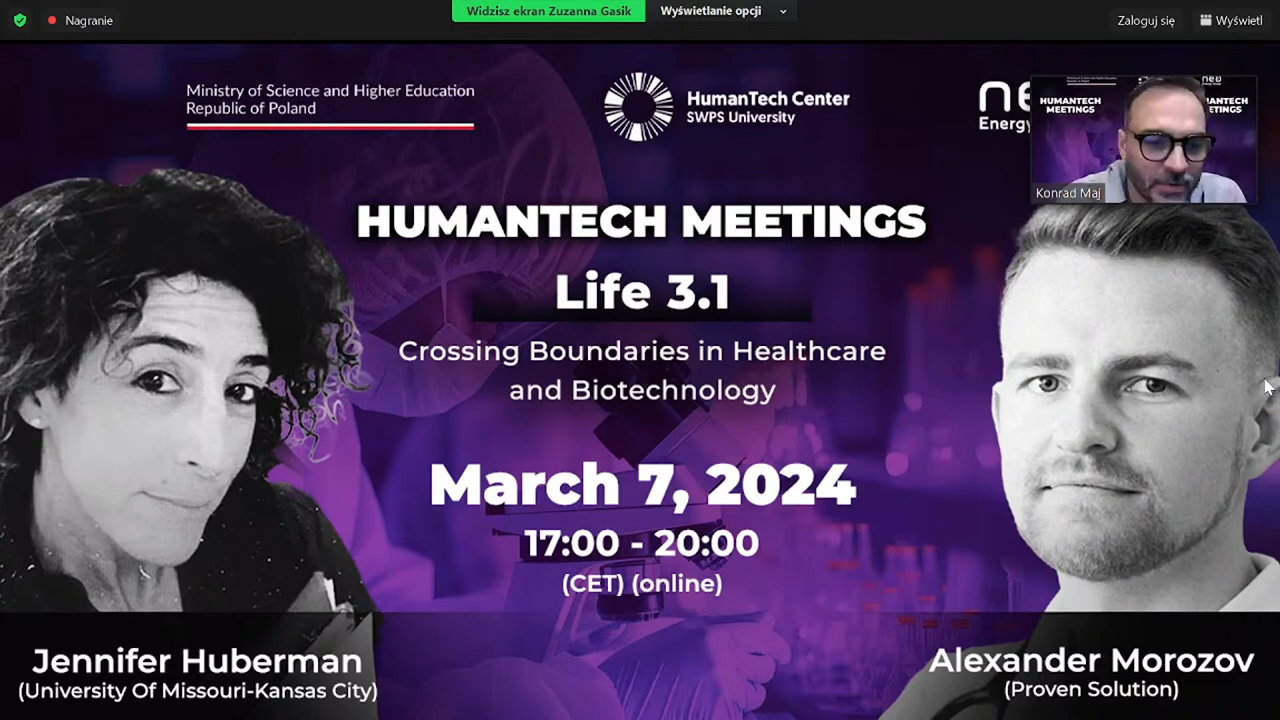 Nagranie
Widzisz ekran Zuzanna Gasik
Wyświetlanie opcji
Zaloguj się
Wyświetl
Ministry of Science and Higher Education
Republic of Poland
HumanTech Center
SWPS University
Energy
HUMANTECH
MEETINGS
MEETINGS
Konrad Maj
HUMANTECH MEETINGS
Life 3.1
Crossing Boundaries in Healthcare
and Biotechnology
March 7, 2024
17:00 - 20:00
(CET) (online)
Jennifer Huberman
(University Of Missouri-Kansas City)
Alexander Morozov
(Proven Solution)